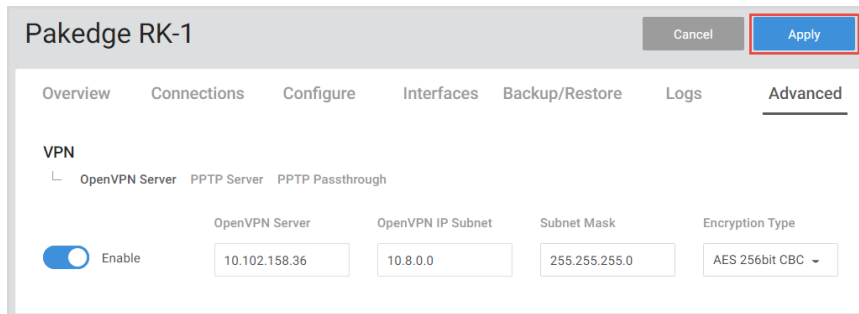 Pakedge RK-1 Cancel Apply
Overview Connections Configure Interfaces Backup/Restore Logs Advanced
VPN
OpenVPN Server PPTP Server PPTP Passthrough
OpenVPN Server OpenVPN IP Subnet Subnet Mask Encryption Type
Enable 10.102.158.36 10.8.0.0 255.255.255.0 AES 256bit CBC